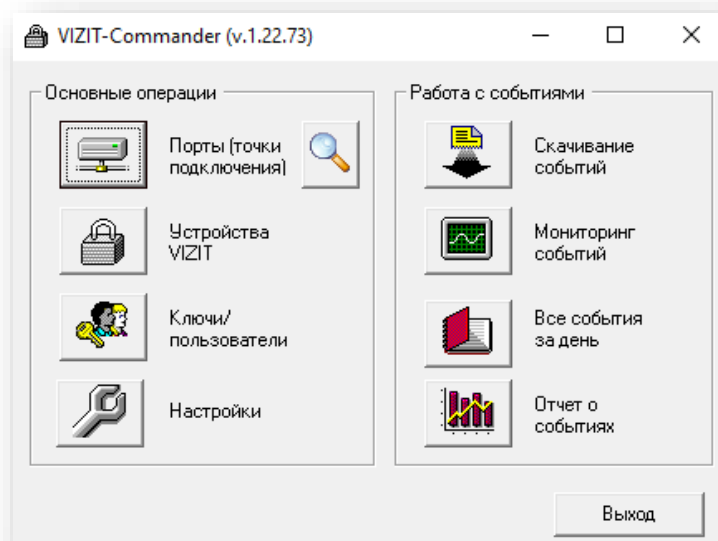 VIZIT-Commander (v.1.22.73)
Основные операции
Порты (точки
подключения)
Устройства
VIZIT
Ключи/
пользователи
Настройки
Работа с событиями
Скачивание
событий
Мониторинг
событий
Все события
за день
Отчет о
событиях
Выход